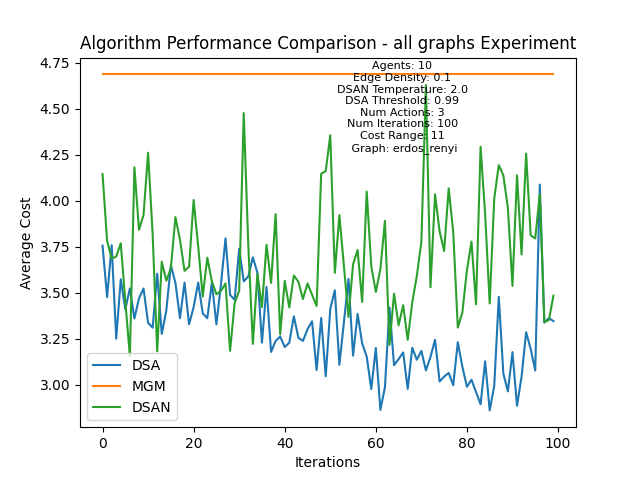 Algorithm Performance Comparison - all graphs Experiment
Agents: 10
Edge Density: 0.1
DSAN Temperature: 2.0
DSA Threshold: 0.99
Num Actions: 3
Num Iterations: 100
Cost Range: 11
Graph: erdos_renyi
4.75
4.50
4.25
4.00
3.75
3.50
3.25
3.00
Average Cost
DSA
MGM
DSAN
0
20
40
60
80
100
Iterations